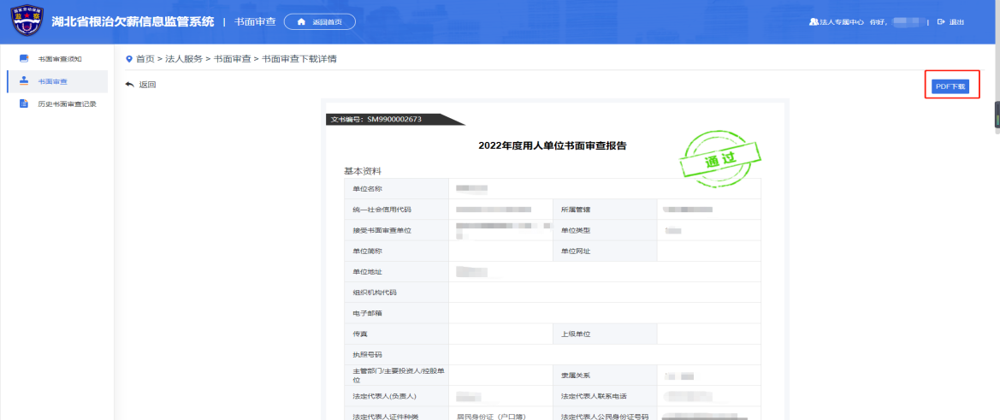 国家劳动保障
监 察
湖北省根治欠薪信息监管系统 | 书面审查 返回首页
法人专属中心 你好, | 退出
书面审查须知
书面审查
历史书面审查记录
首页 > 法人服务 > 书面审查 > 书面审查下载详情
返回
PDF下载
文书编号：SM9900002673
2022年度用人单位书面审查报告
通过
基本资料
单位名称
统一社会信用代码 所属管辖
接受书面审查单位 单位类型
单位简称 单位网址
单位地址
组织机构代码
电子邮箱
传真 上级单位
执照号码
主管部门/主要投资人/控股单
位 隶属关系
法定代表人(负责人) 法定代表人联系电话
法定代表人证件种类 居民身份证（户口簿） 法定代表人公民身份证号码